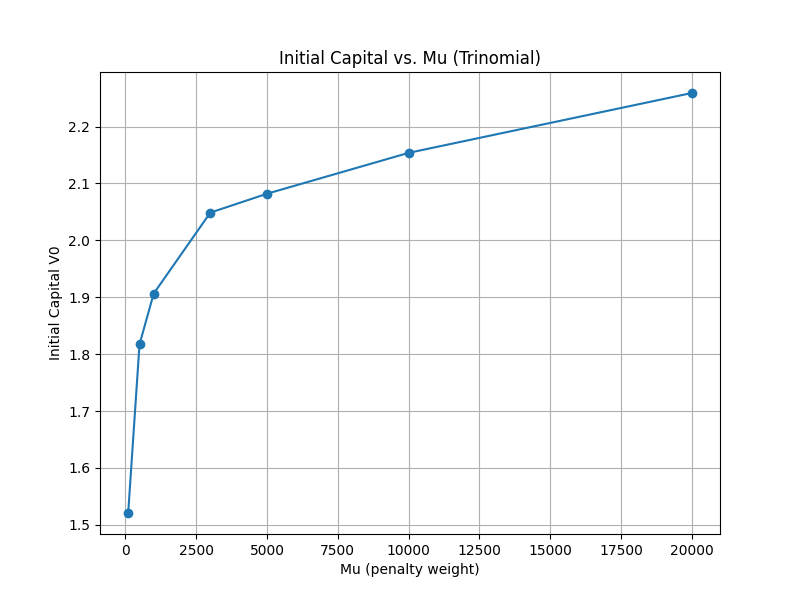 Initial Capital vs. Mu (Trinomial)
Initial Capital V0
2.2
2.1
2.0
1.9
1.8
1.7
1.6
1.5
0 2500 5000 7500 10000 12500 15000 17500 20000
Mu (penalty weight)